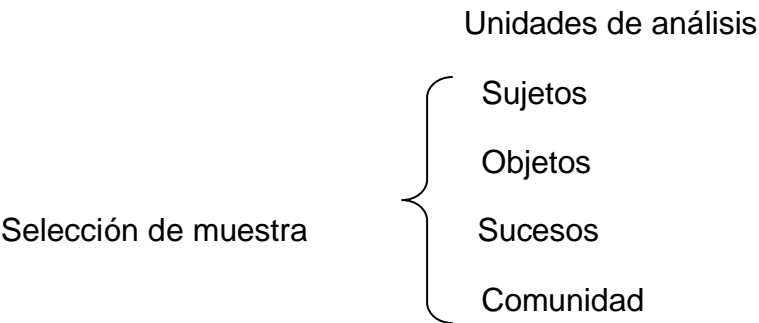 Unidades de análisis
Sujetos
Objetos
Selección de muestra
Sucesos
Comunidad